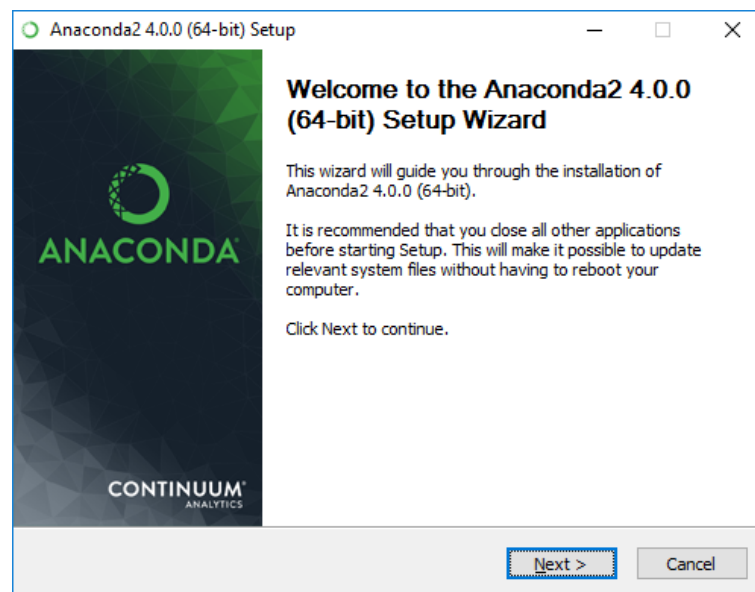 Anaconda2 4.0.0 (64-bit) Setup
Welcome to the Anaconda2 4.0.0
(64-bit) Setup Wizard
This wizard will guide you through the installation of
Anaconda2 4.0.0 (64-bit).
It is recommended that you close all other applications
before starting Setup. This will make it possible to update
relevant system files without having to reboot your
computer.
Click Next to continue.
ANACONDA
CONTINUUM®
ANALYTICS
Next >
Cancel